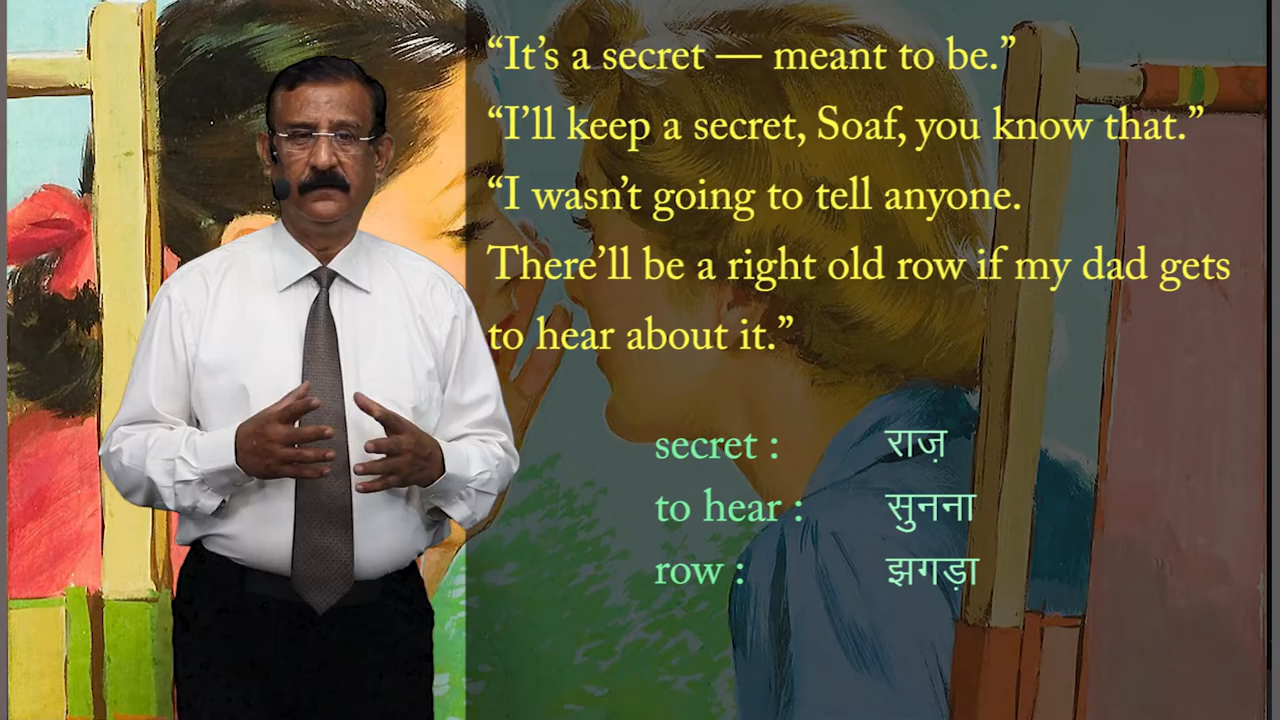 “It’s a secret — meant to be.”
“I’ll keep a secret, Soaf, you know that.”
“I wasn’t going to tell anyone.
There’ll be a right old row if my dad gets
to hear about it.”
secret : राज़
to hear : सुनना
row : झगड़ा